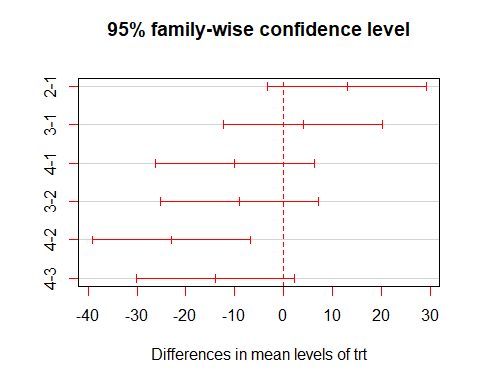 95% family-wise confidence level
2-1
3-1
4-1
3-2
4-2
4-3
-40 -30 -20 -10 0 10 20 30
Differences in mean levels of trt